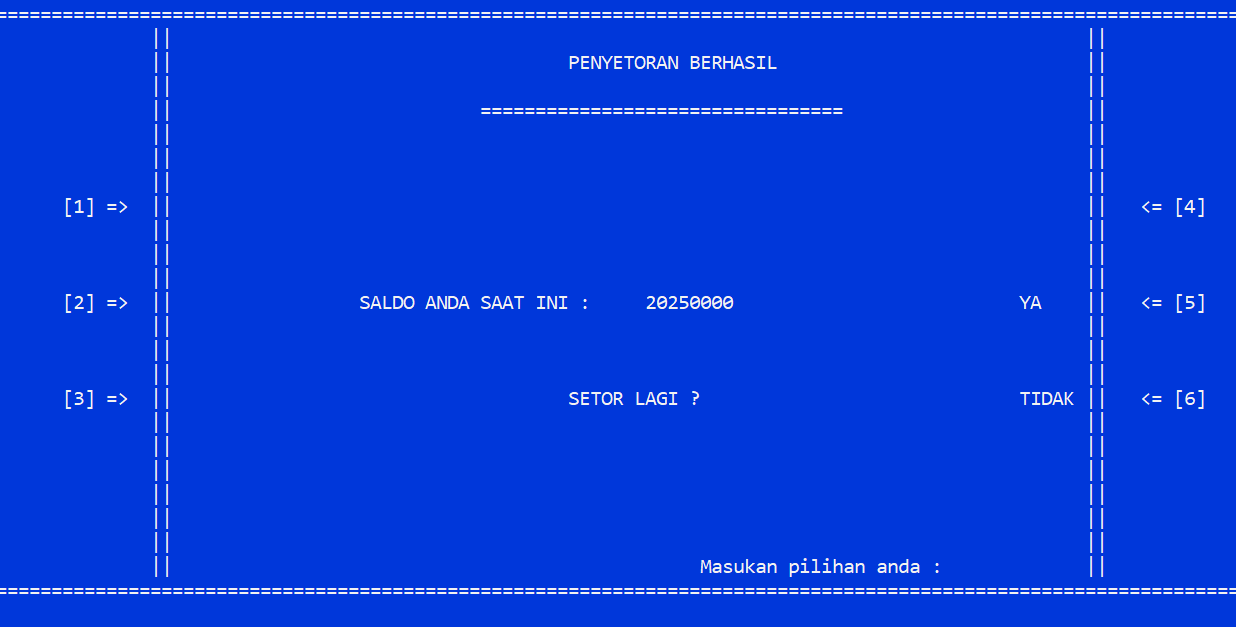 PENYETORAN BERHASIL
=================================
[1] => <= [4]
[2] => SALDO ANDA SAAT INI : 20250000 YA <= [5]
[3] => SETOR LAGI ? TIDAK <= [6]
Masukan pilihan anda :